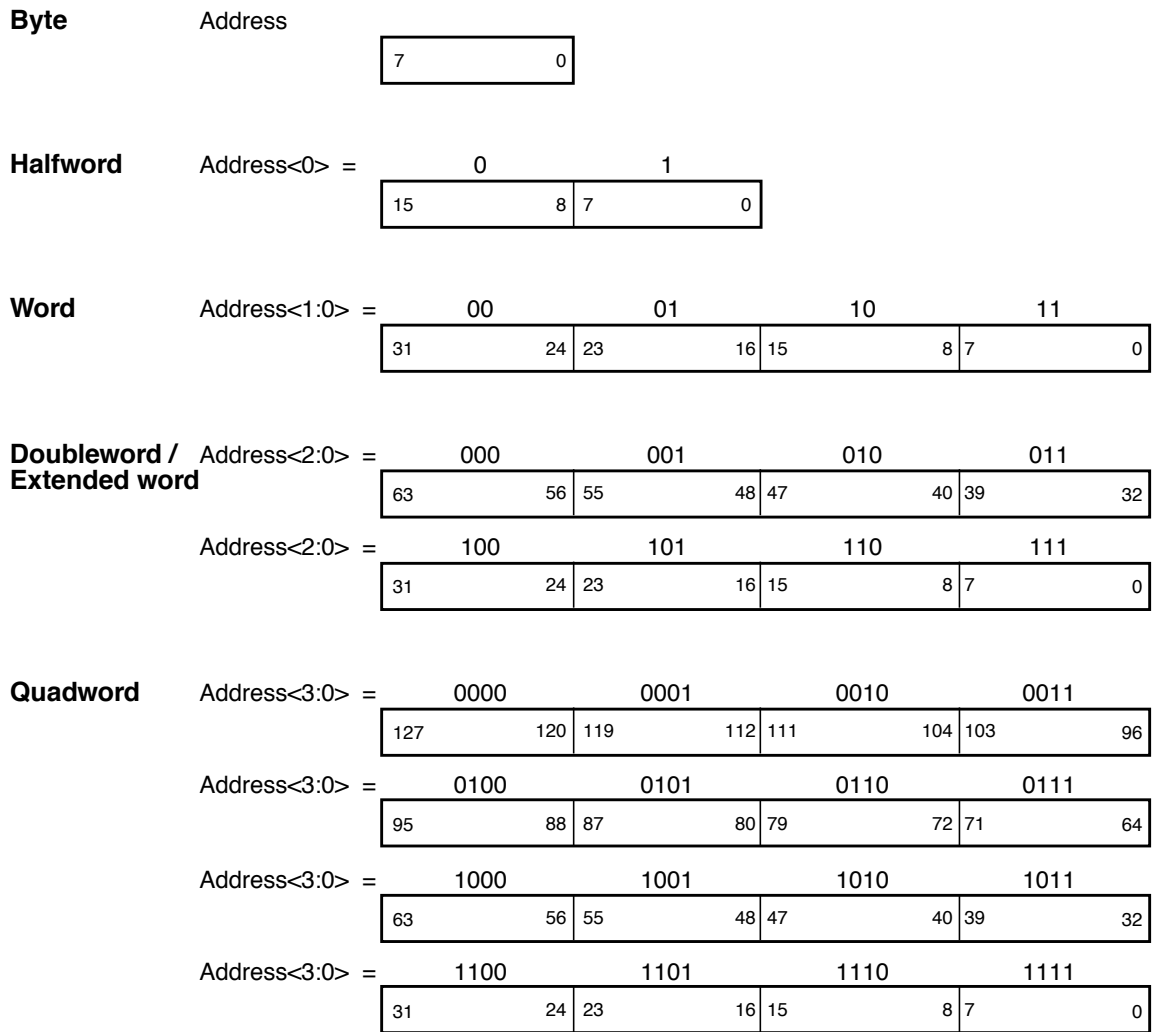 Byte Address
7 0
Halfword Address<0> = 0 1
15 8 7 0
Word Address<1:0> = 00 01 10 11
31 24 23 16 15 8 7 0
Doubleword / Address<2:0> = 000 001 010 011
Extended word
63 56 55 48 47 40 39 32
Address<2:0> = 100 101 110 111
31 24 23 16 15 8 7 0
Quadword Address<3:0> = 0000 0001 0010 0011
127 120 119 112 111 104 103 96
Address<3:0> = 0100 0101 0110 0111
95 88 87 80 79 72 71 64
Address<3:0> = 1000 1001 1010 1011
63 56 55 48 47 40 39 32
Address<3:0> = 1100 1101 1110 1111
31 24 23 16 15 8 7 0